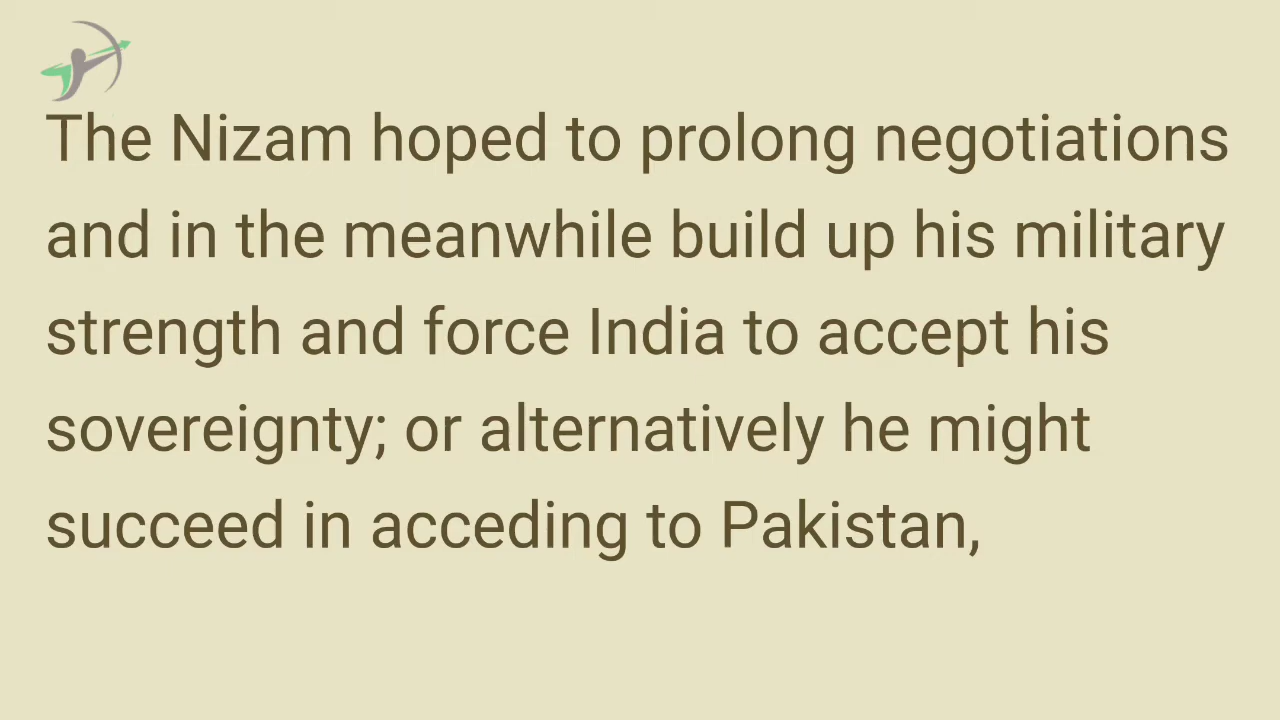 The Nizam hoped to prolong negotiations
and in the meanwhile build up his military
strength and force India to accept his
sovereignty; or alternatively he might
succeed in acceding to Pakistan,